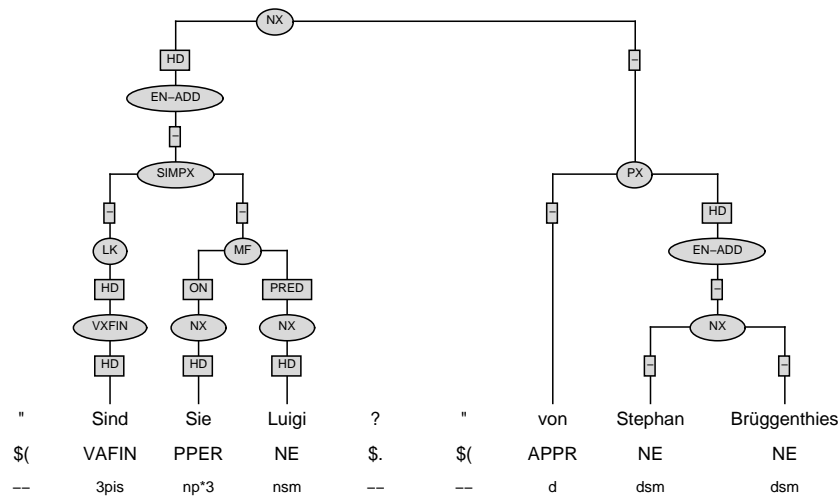 NX
HD –
EN–ADD
–
SIMPX PX
– – – HD
LK MF EN–ADD
HD ON PRED –
VXFIN NX NX NX
HD HD HD – –
" Sind Sie Luigi ? " von Stephan Brüggenthies
$( VAFIN PPER NE $. $( APPR NE NE
–– 3pis np*3 nsm –– –– d dsm dsm